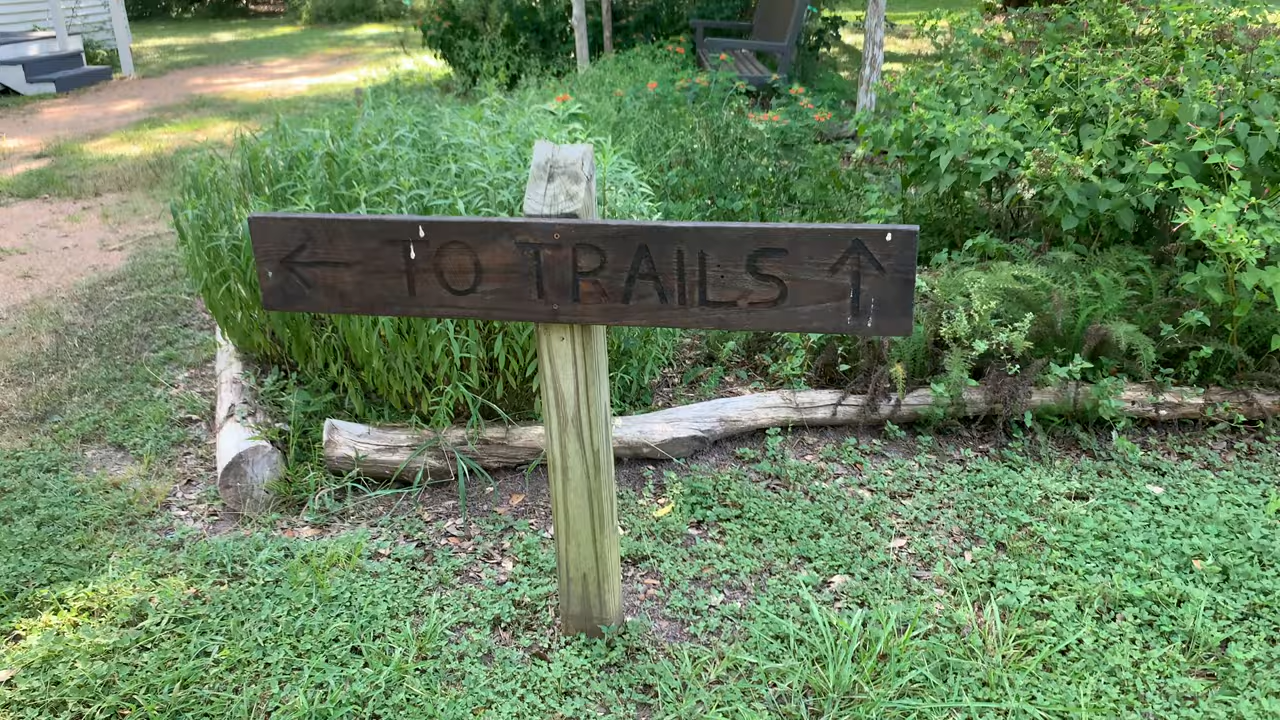 ← TO TRAILS ↑